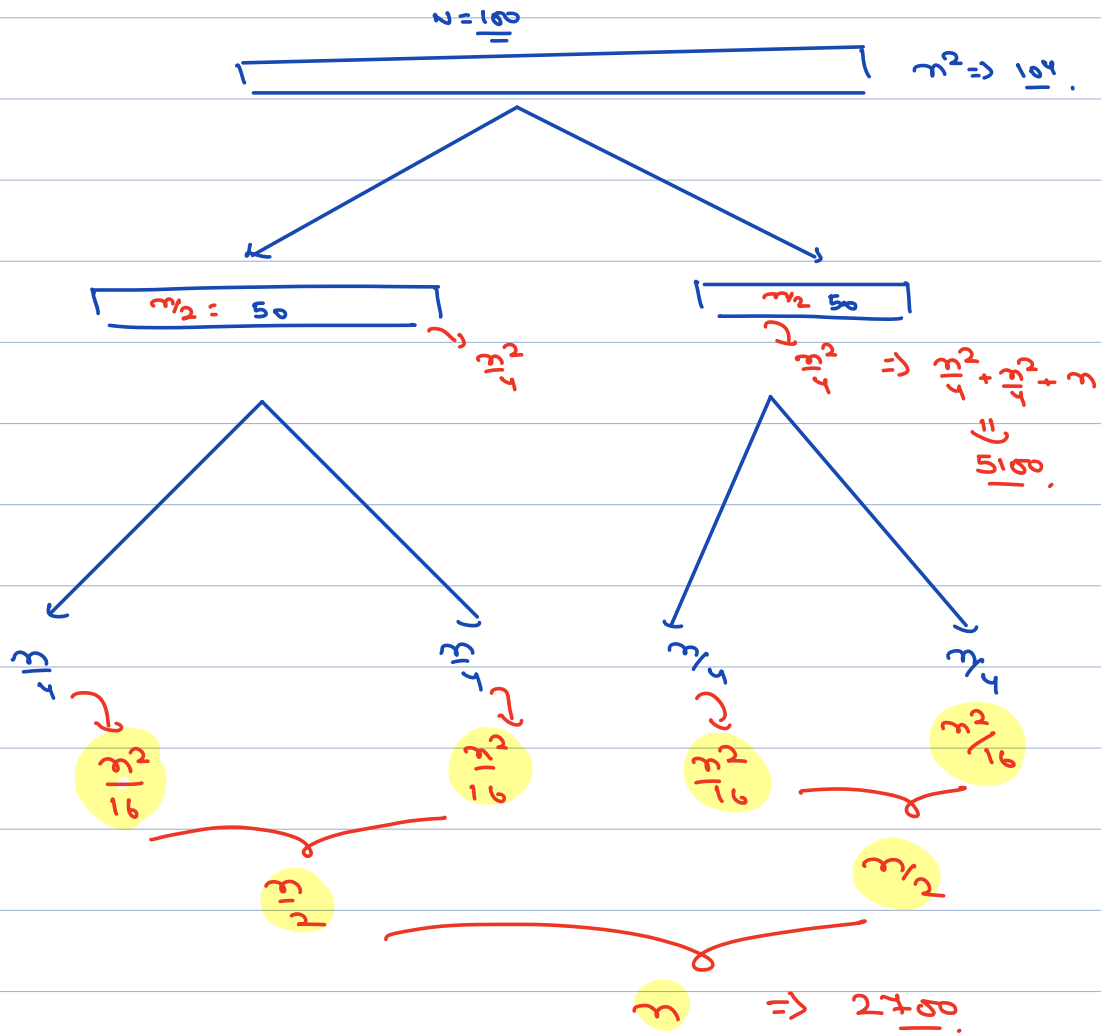 N = 100
n² => 10⁴.
n/2 = 50
n/2 50
n²/4
n²/4 => n²/4 + n²/4 + n
= 5100.
n/4 n/4 n/4 n/4
n²/16 n²/16 n²/16 n²/16
n/2 n/2
n => 2700.